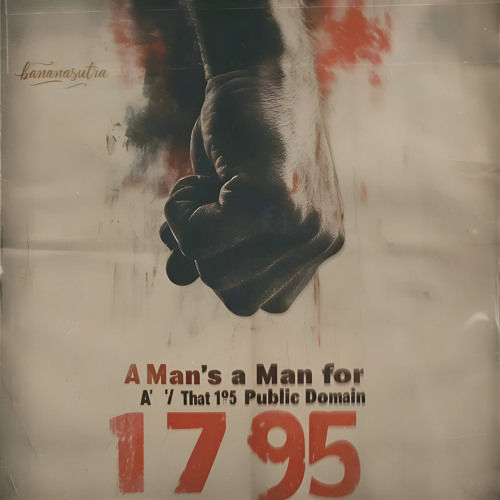 bananasutra
A Man's a Man for
A' '/ That 195 Public Domain
1795